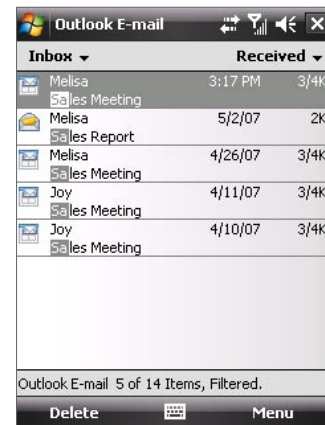 Outlook E-mail
Inbox Received
Melisa 3:17 PM 3/4K
Sales Meeting
Melisa 5/2/07 2K
Sales Report
Melisa 4/26/07 3/4K
Sales Meeting
Joy 4/11/07 3/4K
Sales Meeting
Joy 4/10/07 3/4K
Sales Meeting
Outlook E-mail 5 of 14 Items, Filtered.
Delete Menu